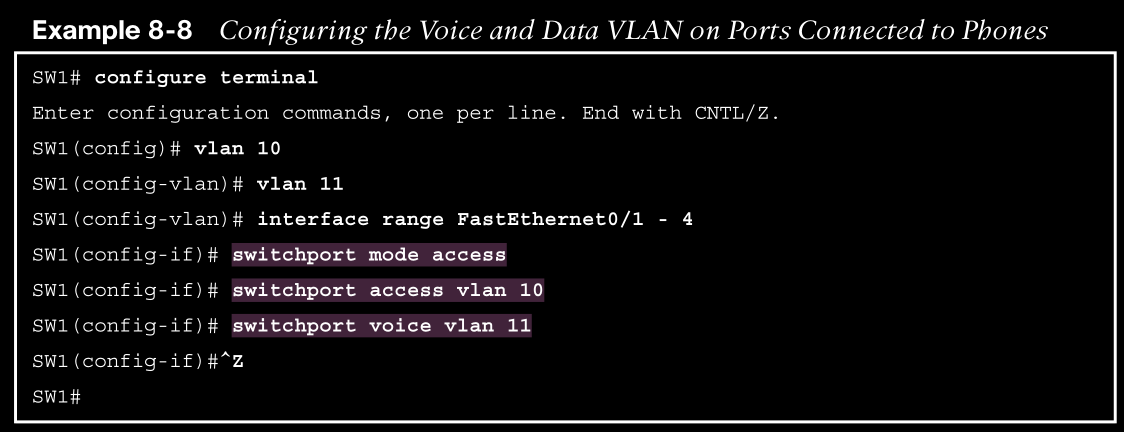 Example 8-8 Configuring the Voice and Data VLAN on Ports Connected to Phones
SW1# configure terminal
Enter configuration commands, one per line. End with CNTL/Z.
SW1(config)# vlan 10
SW1(config-vlan)# vlan 11
SW1(config-vlan)# interface range FastEthernet0/1 - 4
SW1(config-if)# switchport mode access
SW1(config-if)# switchport access vlan 10
SW1(config-if)# switchport voice vlan 11
SW1(config-if)#^Z
SW1#